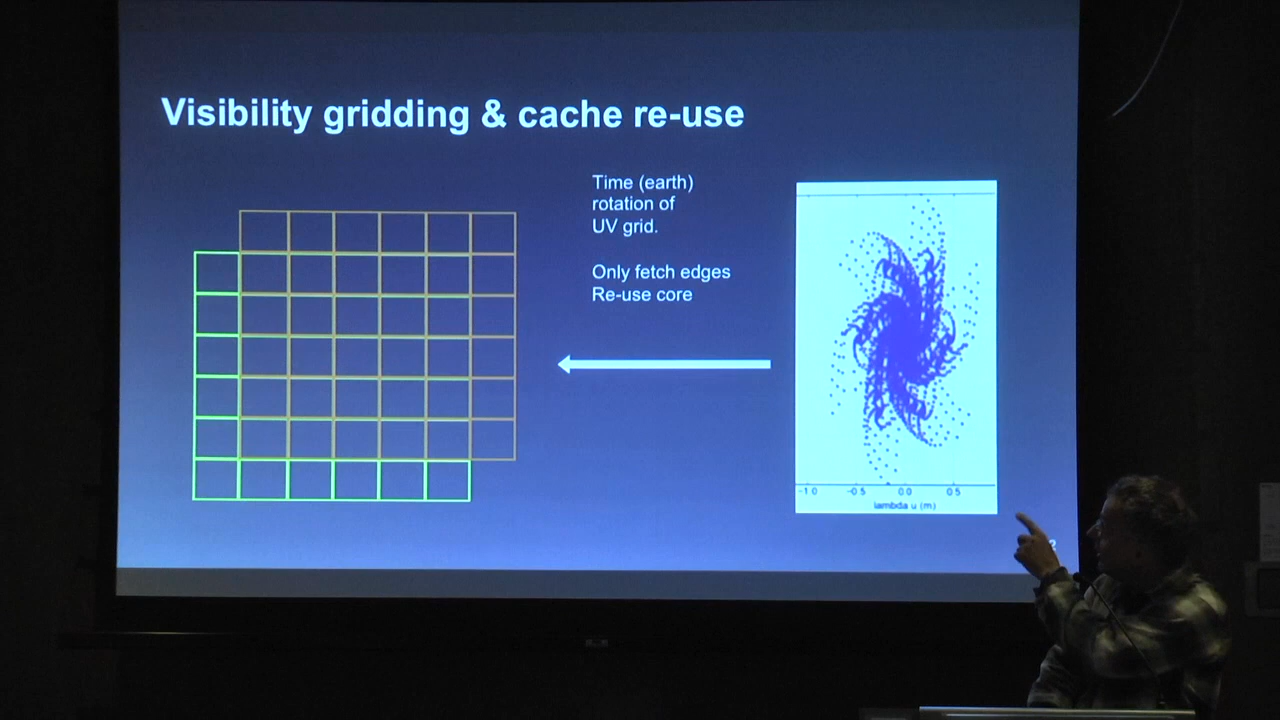 Visibility gridding & cache re-use
Time (earth)
rotation of
UV grid.
Only fetch edges
Re-use core
-1 0 -0 5 0 0 0 5
lambda u (m)